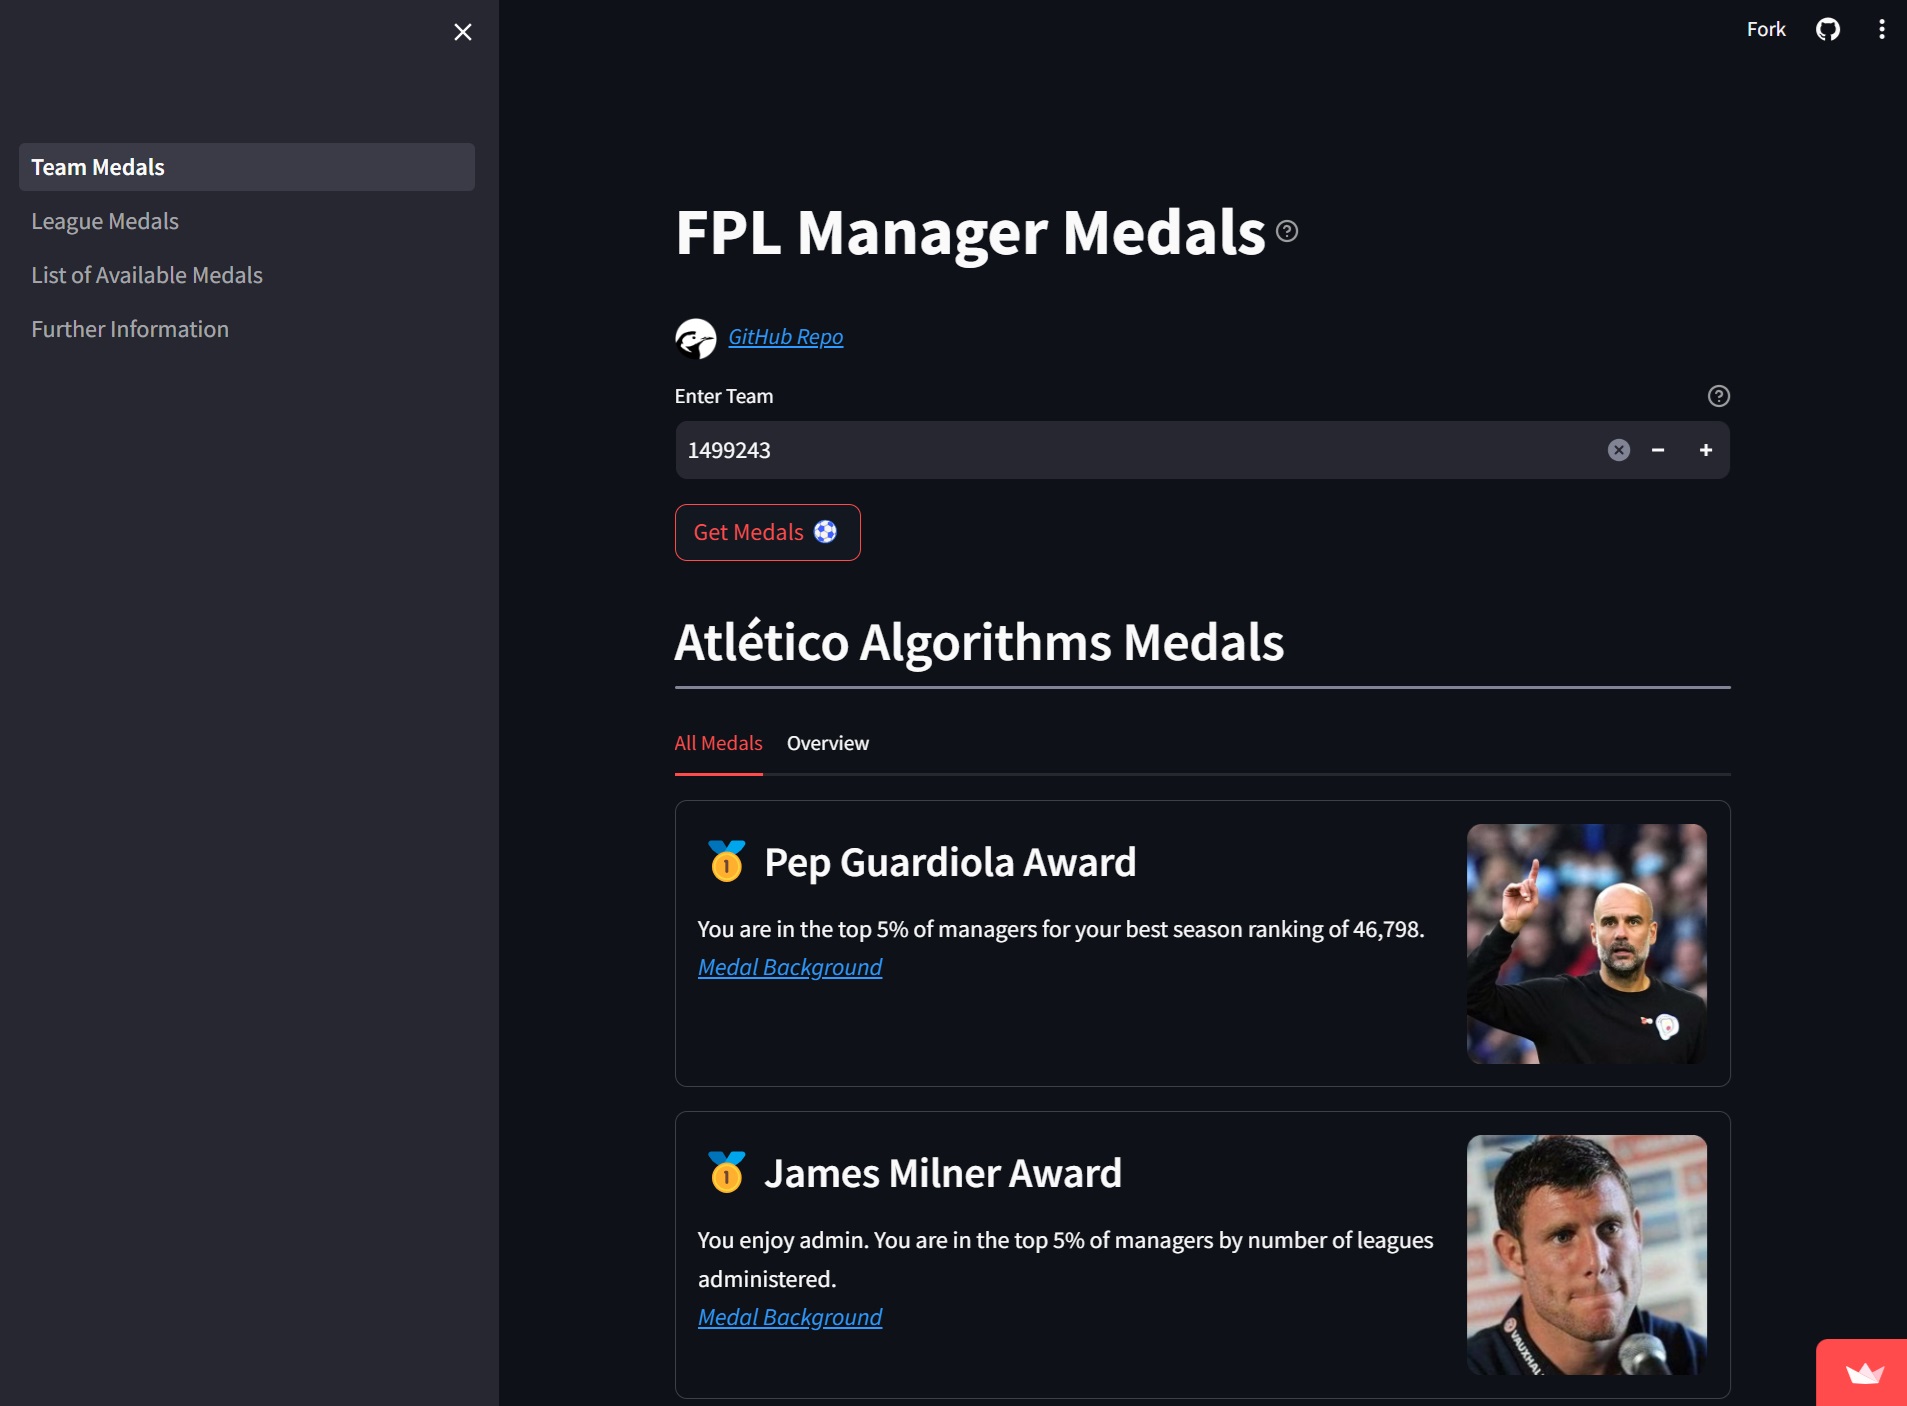 Fork
Team Medals
League Medals
List of Available Medals
Further Information
FPL Manager Medals
GitHub Repo
Enter Team
1499243
Get Medals
Atlético Algorithms Medals
All Medals Overview
1 Pep Guardiola Award
You are in the top 5% of managers for your best season ranking of 46,798.
Medal Background
1 James Milner Award
You enjoy admin. You are in the top 5% of managers by number of leagues
administered.
Medal Background
VAUXHALL